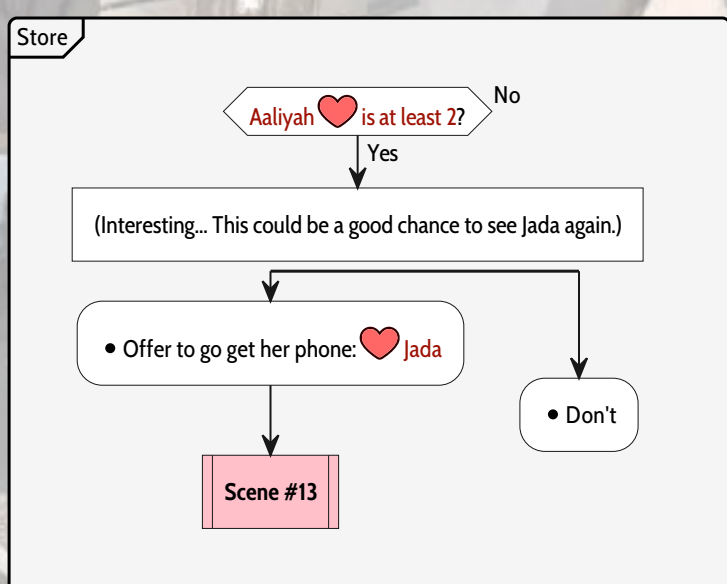 Store
Aaliyah is at least 2?
No
Yes
(Interesting... This could be a good chance to see Jada again.)
• Offer to go get her phone: Jada
• Don't
Scene #13